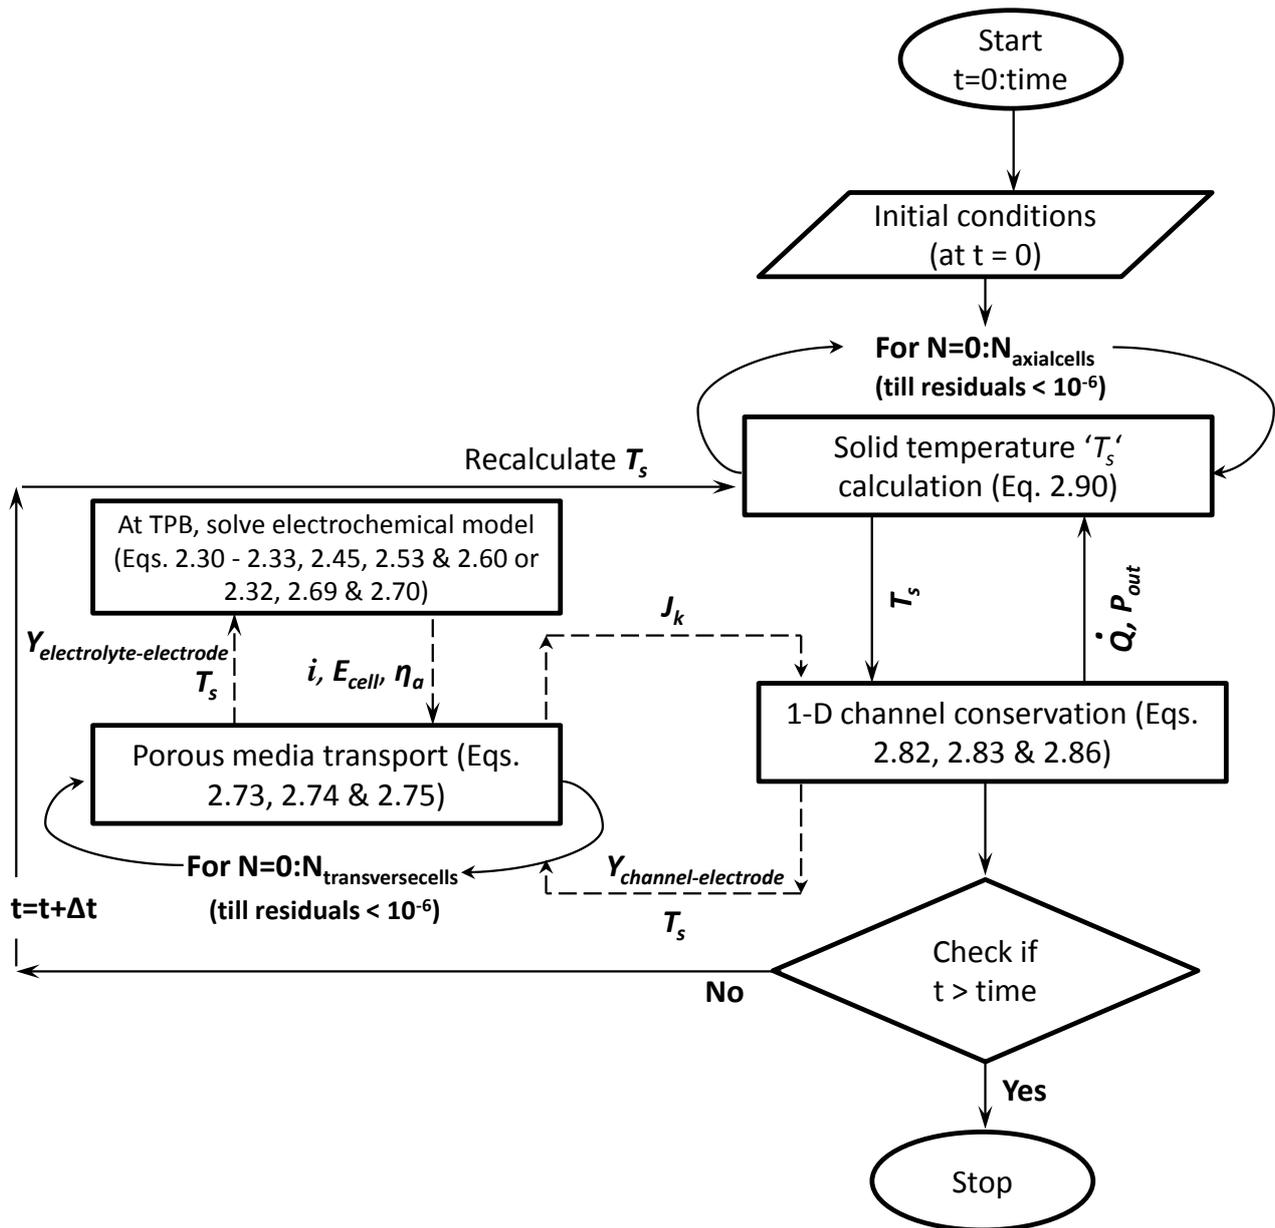 Start
t=0:time
Initial conditions
(at t = 0)
For N=0:Naxialcells
(till residuals < 10-6)
Solid temperature ‘Ts‘
calculation (Eq. 2.90)
Recalculate Ts
At TPB, solve electrochemical model
(Eqs. 2.30 - 2.33, 2.45, 2.53 & 2.60 or
2.32, 2.69 & 2.70)
Yelectrolyte-electrode
Ts
i, Ecell, ηa
Jk
Ts
Q̇, Pout
Porous media transport (Eqs.
2.73, 2.74 & 2.75)
1-D channel conservation (Eqs.
2.82, 2.83 & 2.86)
For N=0:Ntransversecells
(till residuals < 10-6)
Ychannel-electrode
Ts
t=t+Δt
Check if
t > time
No
Yes
Stop